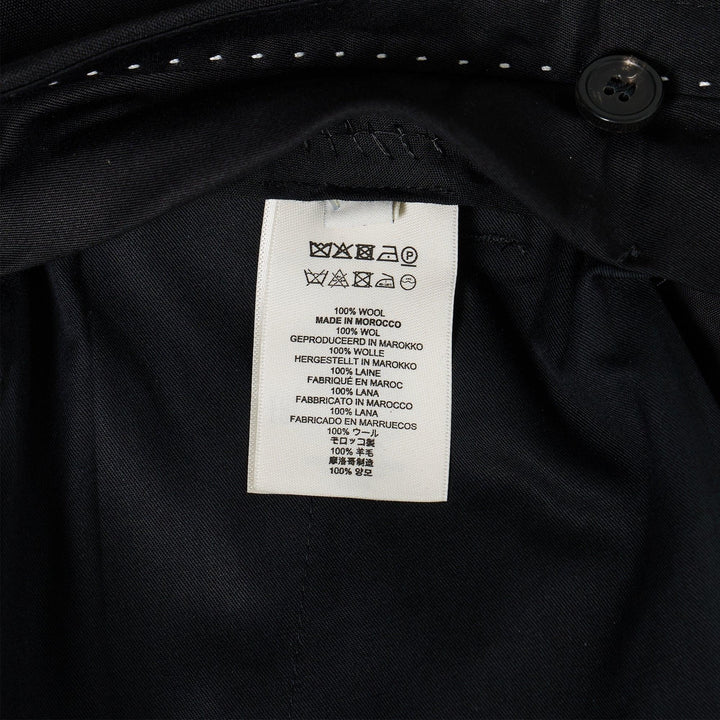 100% WOOL
MADE IN MOROCCO
100% WOL
GEPRODUCEERD IN MAROKKO
100% WOLLE
HERGESTELLT IN MAROKKO
100% LAINE
FABRIQUÉ EN MAROC
100% LANA
FABBRICATO IN MAROCCO
100% LANA
FABRICADO EN MARRUECOS
100% ウール
モロッコ製
100% 羊毛
摩洛哥制造
100% 양모